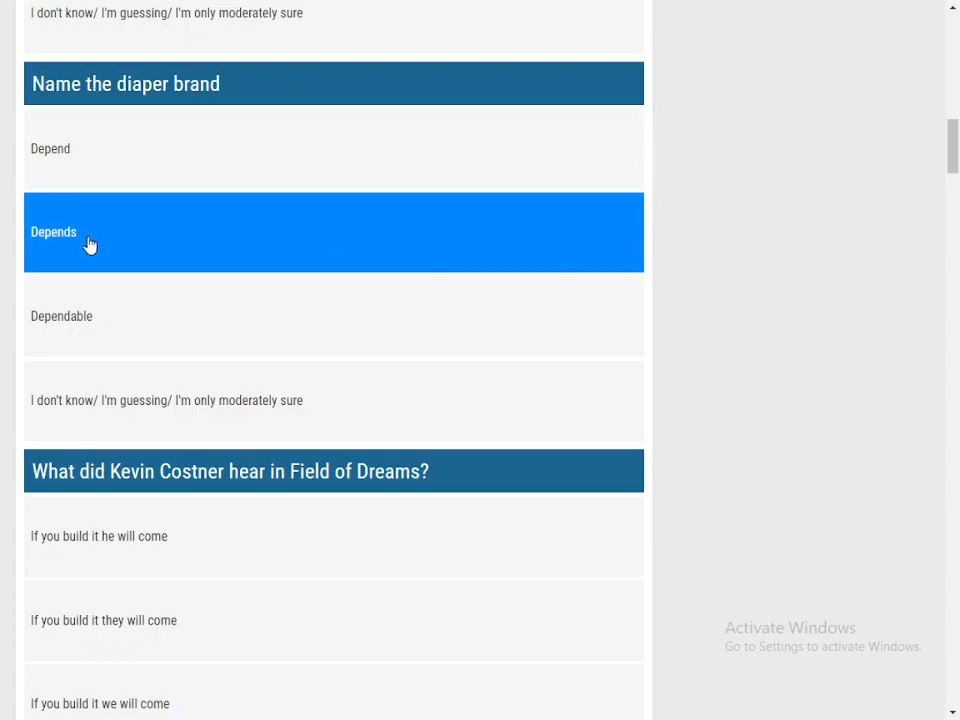 I don't know/ I'm guessing/ I'm only moderately sure
Name the diaper brand
Depend
Depends
Dependable
I don't know/ I'm guessing/ I'm only moderately sure
What did Kevin Costner hear in Field of Dreams?
If you build it he will come
If you build it they will come
If you build it we will come
Activate Windows
Go to Settings to activate Windows.